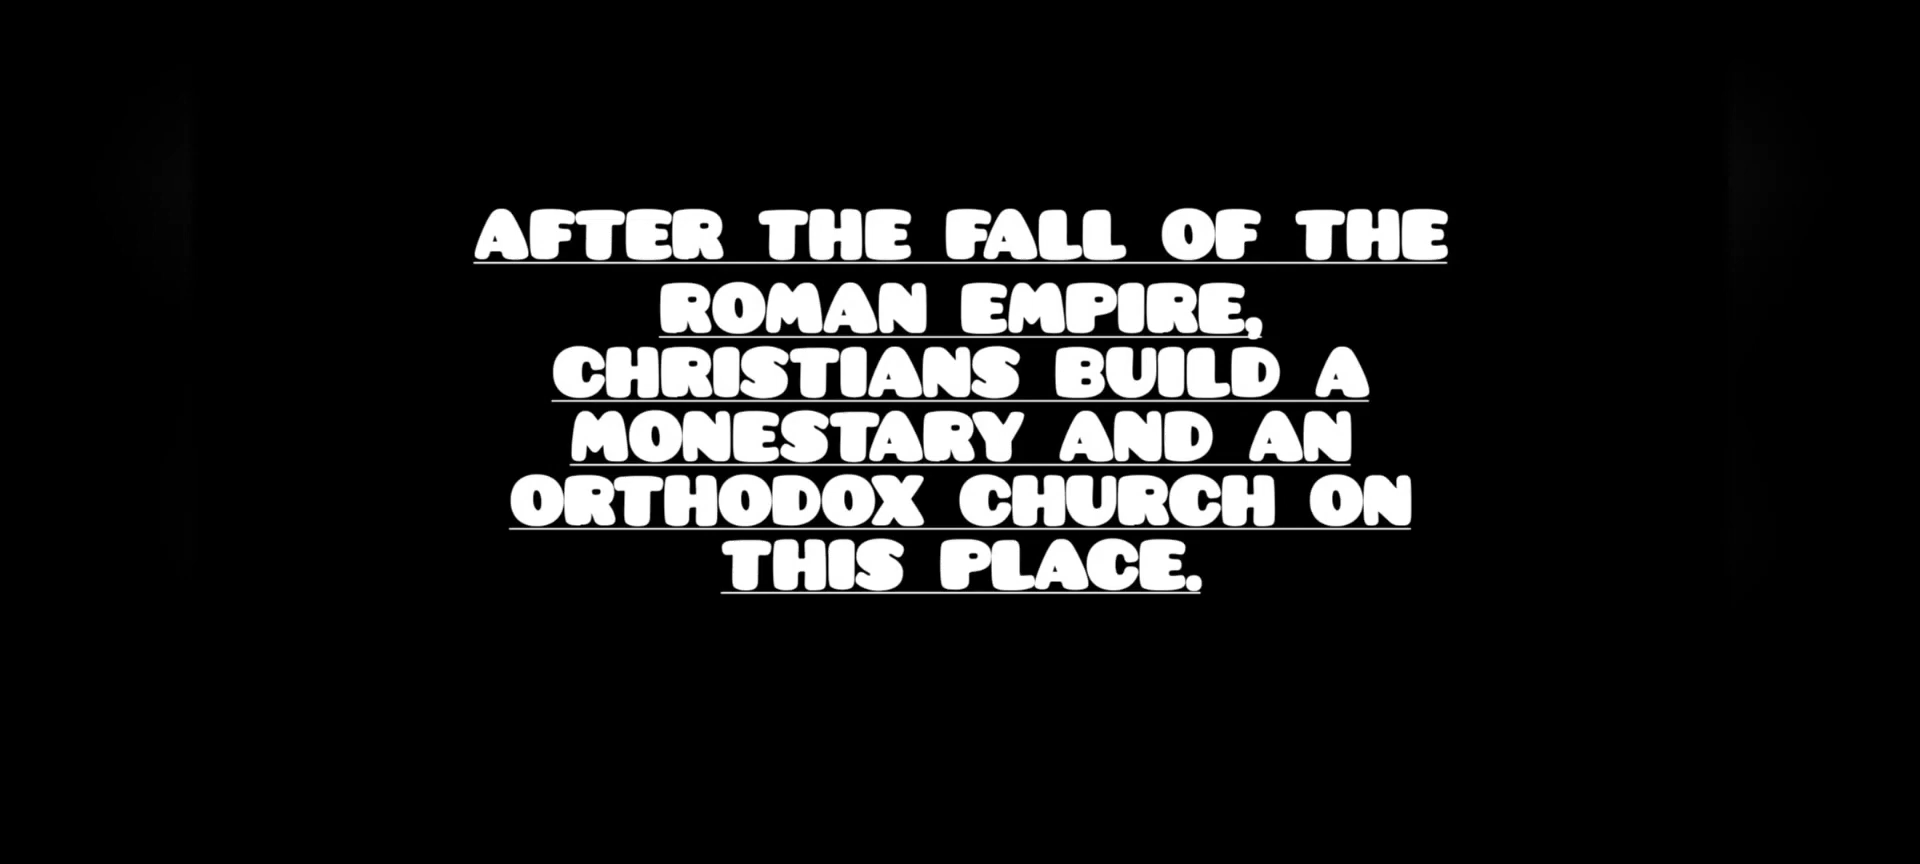 AFTER THE FALL OF THE
ROMAN EMPIRE,
CHRISTIANS BUILD A
MONESTARY AND AN
ORTHODOX CHURCH ON
THIS PLACE.